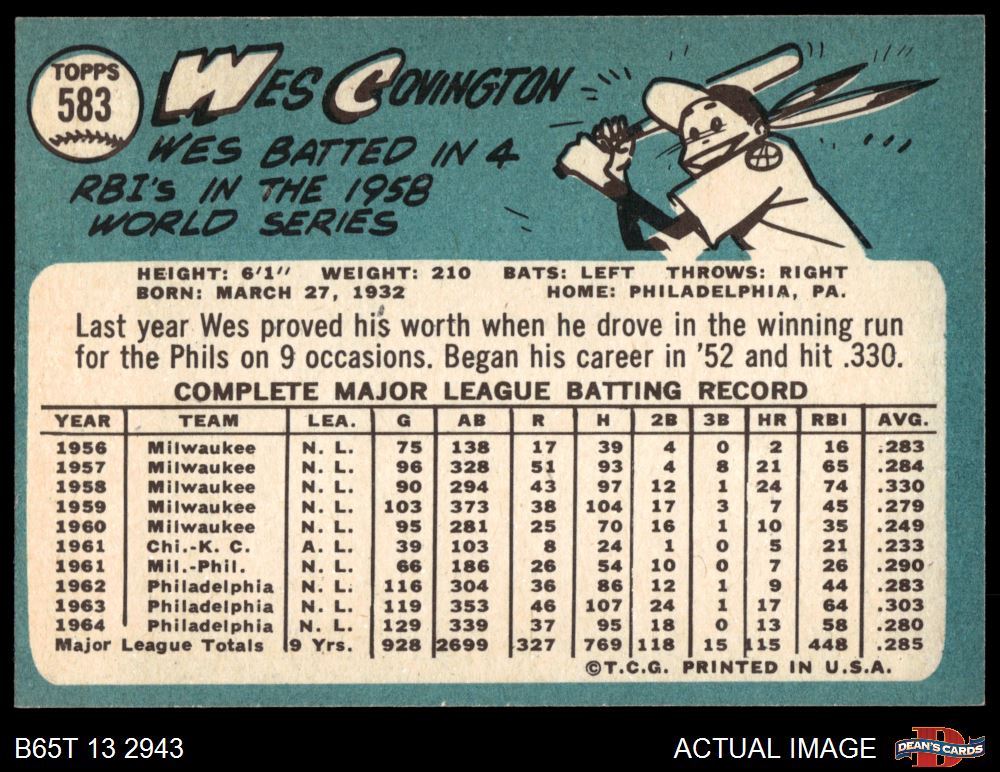 TOPPS
583
WES COVINGTON
WES BATTED IN 4
RBI's IN THE 1958
WORLD SERIES
HEIGHT: 6'1" WEIGHT: 210 BATS: LEFT THROWS: RIGHT
BORN: MARCH 27, 1932 HOME: PHILADELPHIA, PA.
Last year Wes proved his worth when he drove in the winning run
for the Phils on 9 occasions. Began his career in '52 and hit .330.
COMPLETE MAJOR LEAGUE BATTING RECORD
YEAR TEAM LEA. G AB R H 2B 3B HR RBI AVG.
1956 Milwaukee N. L. 75 138 17 39 4 0 2 16 .283
1957 Milwaukee N. L. 96 328 51 93 4 8 21 65 .284
1958 Milwaukee N. L. 90 294 43 97 12 1 24 74 .330
1959 Milwaukee N. L. 103 373 38 104 17 3 7 45 .279
1960 Milwaukee N. L. 95 281 25 70 16 1 10 35 .249
1961 Chi.-K. C. A. L. 39 103 8 24 1 0 5 21 .233
1961 Mil.-Phil. N. L. 66 186 26 54 10 0 7 26 .290
1962 Philadelphia N. L. 116 304 36 86 12 1 9 44 .283
1963 Philadelphia N. L. 119 353 46 107 24 1 17 64 .303
1964 Philadelphia N. L. 129 339 37 95 18 0 13 58 .280
Major League Totals 9 Yrs. 928 2699 327 769 118 15 115 448 .285
©T.C.G. PRINTED IN U.S.A.
B65T 13 2943 ACTUAL IMAGE DEAN'S CARDS